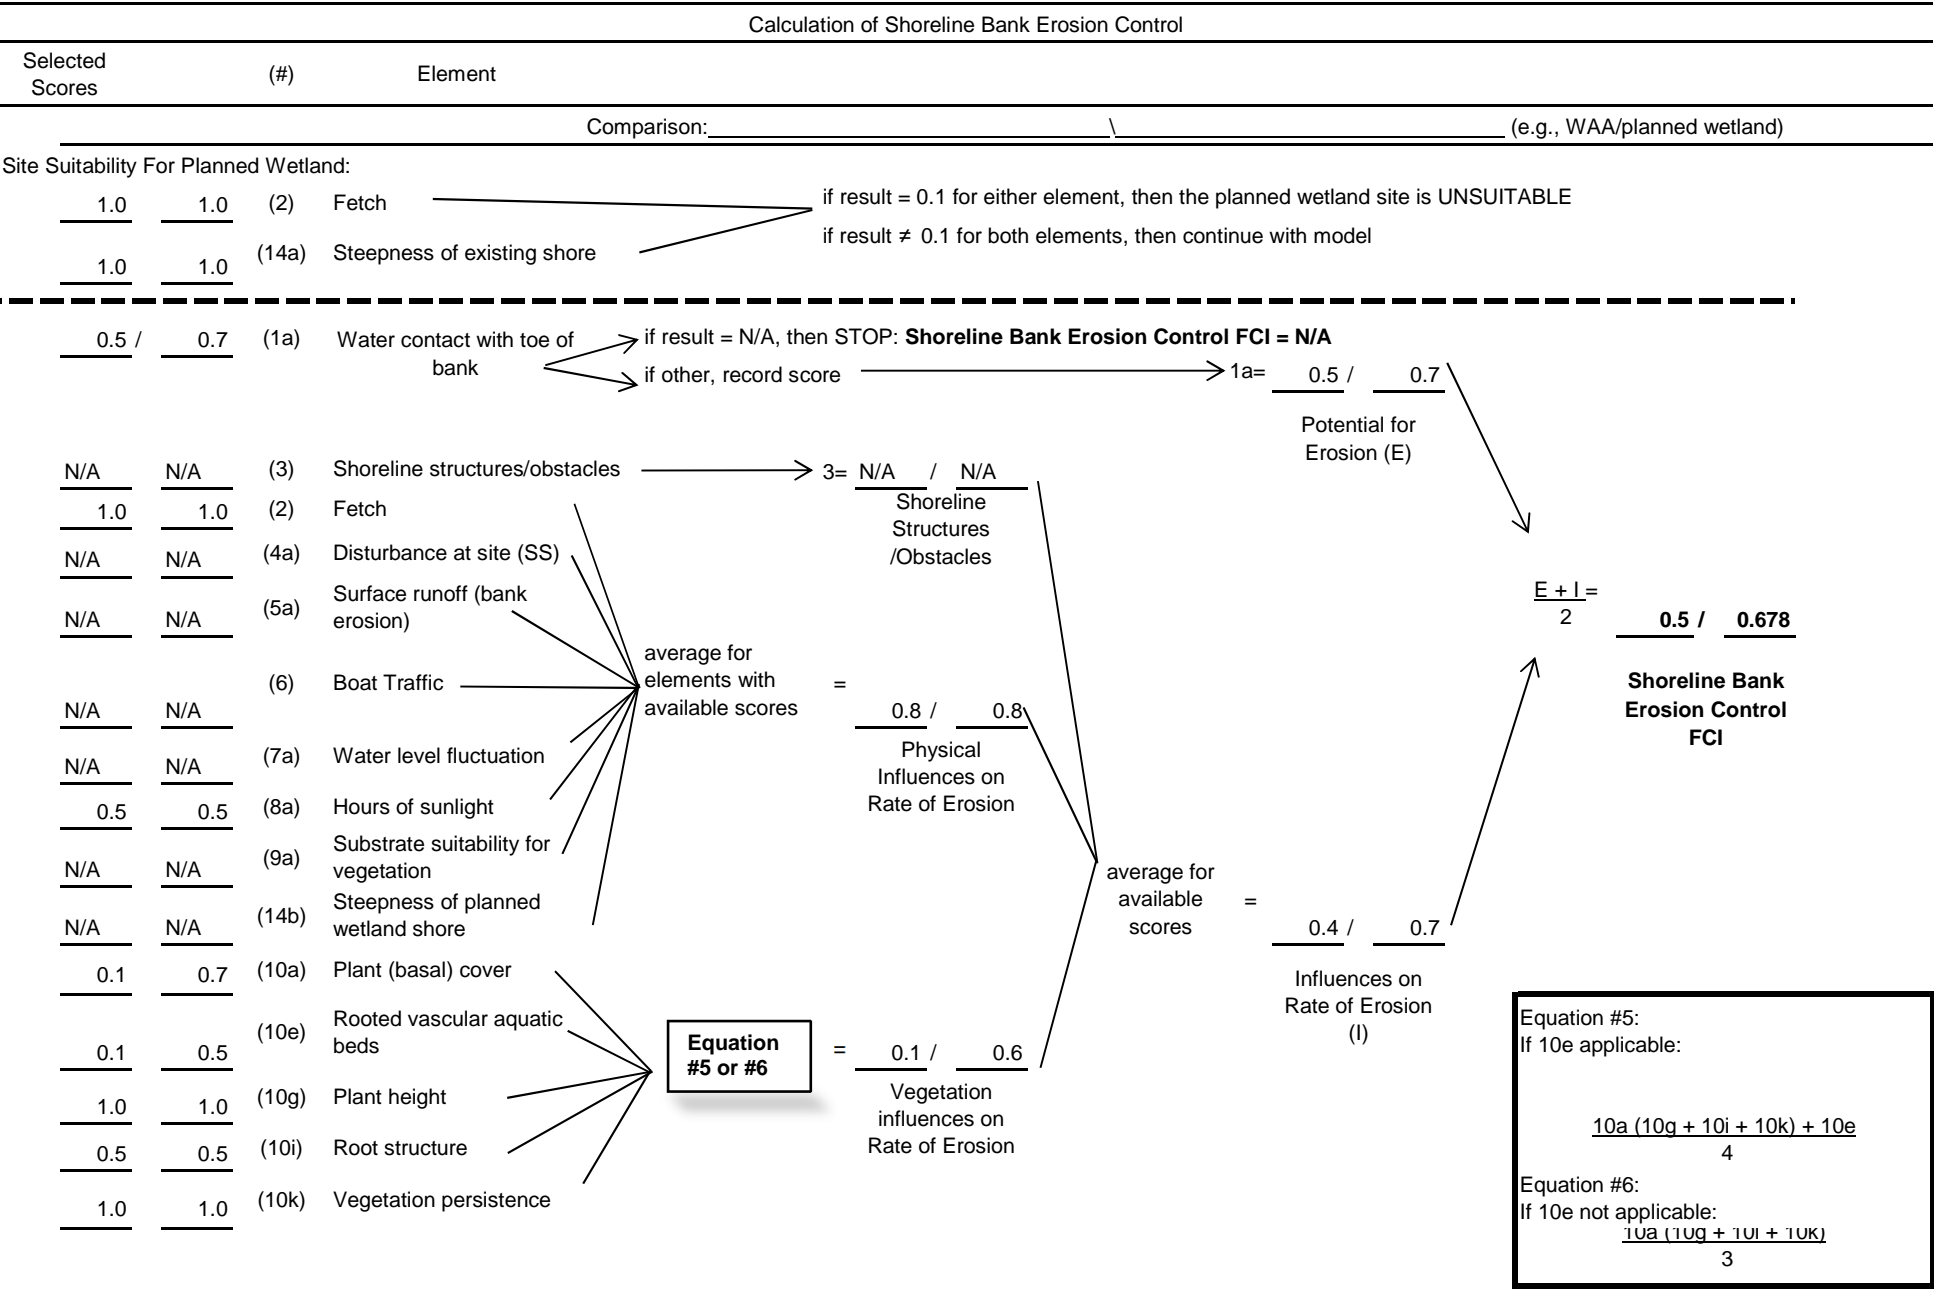 Calculation of Shoreline Bank Erosion Control
Selected
Scores
(#)
Element
Comparison: \ (e.g., WAA/planned wetland)
Site Suitability For Planned Wetland:
1.0 1.0 (2) Fetch
if result = 0.1 for either element, then the planned wetland site is UNSUITABLE
if result ≠ 0.1 for both elements, then continue with model
1.0 1.0 (14a) Steepness of existing shore
0.5 / 0.7 (1a) Water contact with toe of
bank
if result = N/A, then STOP: Shoreline Bank Erosion Control FCI = N/A
if other, record score
1a= 0.5 / 0.7
Potential for
Erosion (E)
N/A N/A (3) Shoreline structures/obstacles
3= N/A / N/A
Shoreline
Structures
/Obstacles
1.0 1.0 (2) Fetch
N/A N/A (4a) Disturbance at site (SS)
N/A N/A (5a) Surface runoff (bank
erosion)
N/A N/A (6) Boat Traffic
average for
elements with
available scores
=
0.8 / 0.8
Physical
Influences on
Rate of Erosion
N/A N/A (7a) Water level fluctuation
0.5 0.5 (8a) Hours of sunlight
N/A N/A (9a) Substrate suitability for
vegetation
N/A N/A (14b) Steepness of planned
wetland shore
E + I =
2
0.5 / 0.678
Shoreline Bank
Erosion Control
FCI
average for
available
scores
=
0.4 / 0.7
Influences on
Rate of Erosion
(I)
0.1 0.7 (10a) Plant (basal) cover
0.1 0.5 (10e) Rooted vascular aquatic
beds
1.0 1.0 (10g) Plant height
0.5 0.5 (10i) Root structure
1.0 1.0 (10k) Vegetation persistence
Equation
#5 or #6
=
0.1 / 0.6
Vegetation
influences on
Rate of Erosion
Equation #5:
If 10e applicable:
10a (10g + 10i + 10k) + 10e
4
Equation #6:
If 10e not applicable:
10a (10g + 10i + 10k)
3